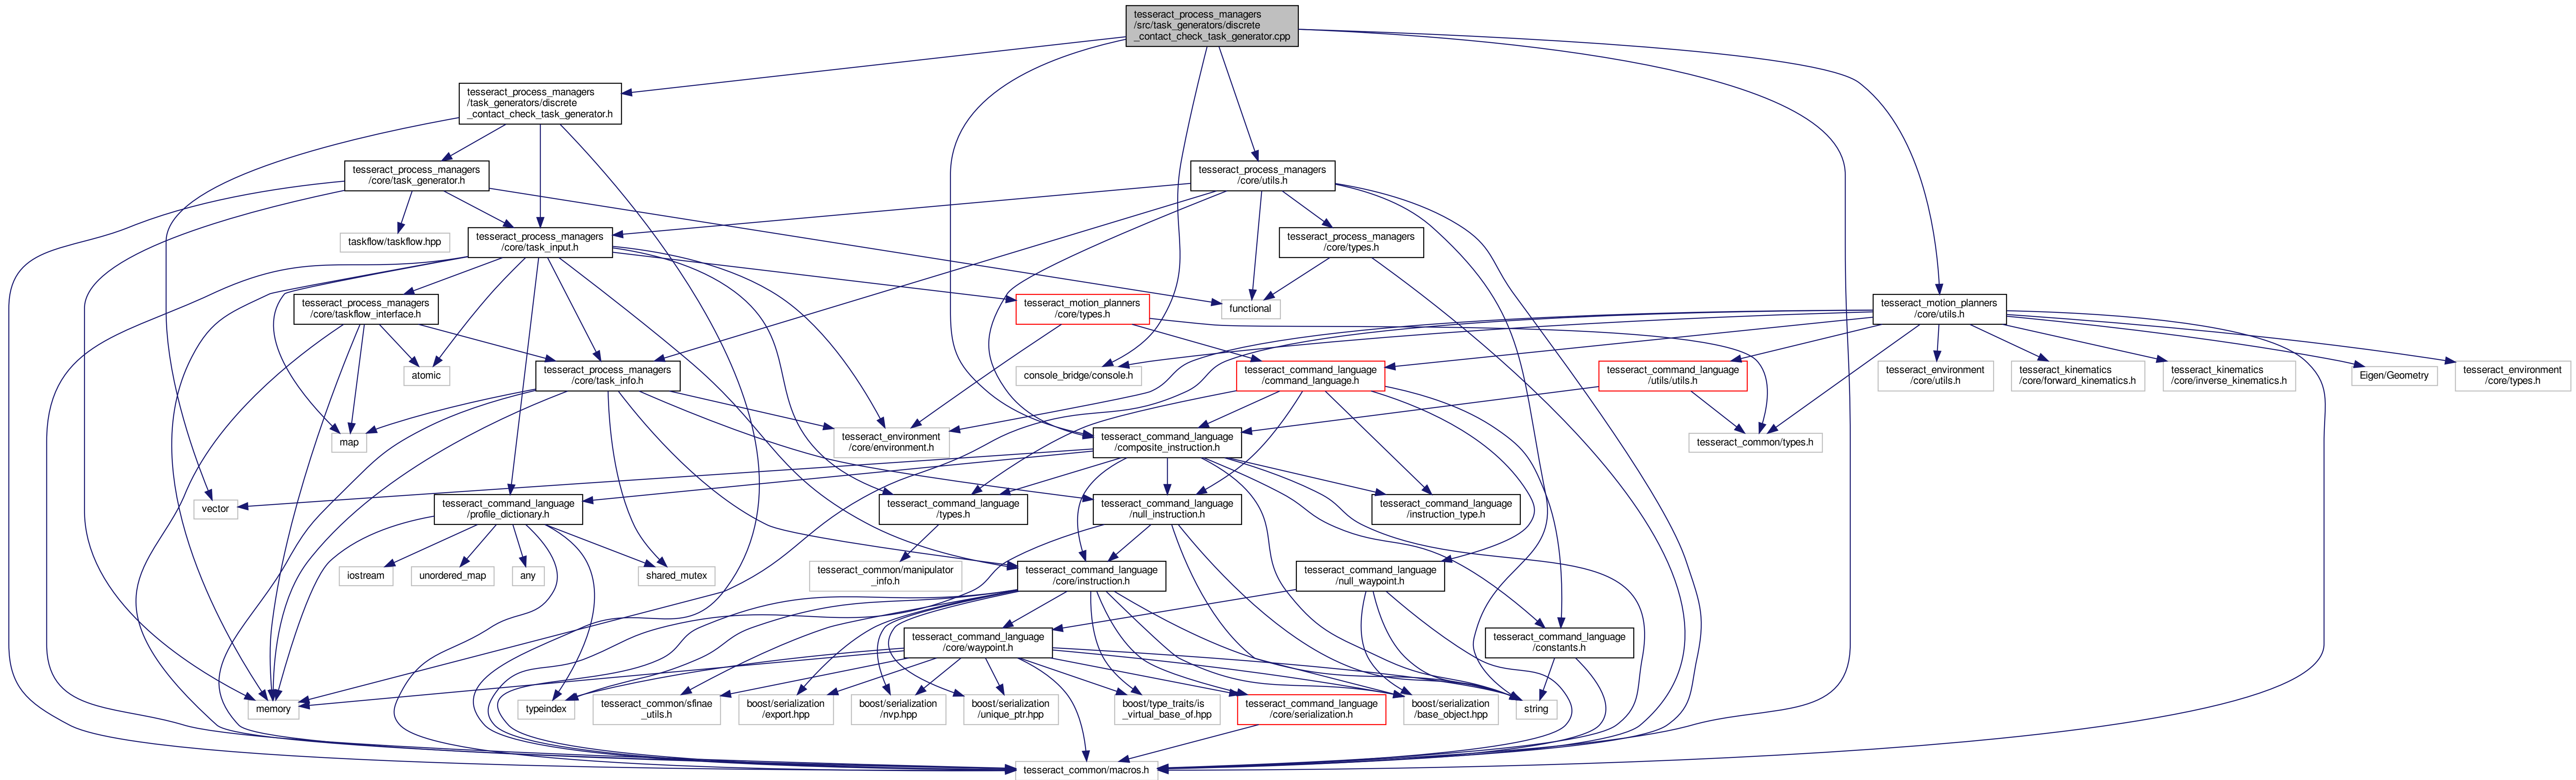 tesseract_process_managers
/src/task_generators/discrete
_contact_check_task_generator.cpp
tesseract_process_managers
/task_generators/discrete
_contact_check_task_generator.h
tesseract_process_managers
/core/task_generator.h
tesseract_process_managers
/core/utils.h
taskflow/taskflow.hpp
tesseract_process_managers
/core/task_input.h
tesseract_process_managers
/core/types.h
tesseract_process_managers
/core/taskflow_interface.h
tesseract_motion_planners
/core/types.h
functional
tesseract_motion_planners
/core/utils.h
atomic
tesseract_process_managers
/core/task_info.h
console_bridge/console.h
tesseract_command_language
/command_language.h
tesseract_command_language
/utils/utils.h
tesseract_environment
/core/utils.h
tesseract_kinematics
/core/forward_kinematics.h
tesseract_kinematics
/core/inverse_kinematics.h
Eigen/Geometry
tesseract_environment
/core/types.h
map
tesseract_environment
/core/environment.h
tesseract_command_language
/composite_instruction.h
tesseract_common/types.h
vector
tesseract_command_language
/profile_dictionary.h
tesseract_command_language
/types.h
tesseract_command_language
/null_instruction.h
tesseract_command_language
/instruction_type.h
iostream
unordered_map
any
shared_mutex
tesseract_common/manipulator
_info.h
tesseract_command_language
/core/instruction.h
tesseract_command_language
/null_waypoint.h
tesseract_command_language
/core/waypoint.h
tesseract_command_language
/constants.h
memory
typeindex
tesseract_common/sfinae
_utils.h
boost/serialization
/export.hpp
boost/serialization
/nvp.hpp
boost/serialization
/unique_ptr.hpp
boost/type_traits/is
_virtual_base_of.hpp
tesseract_command_language
/core/serialization.h
boost/serialization
/base_object.hpp
string
tesseract_common/macros.h